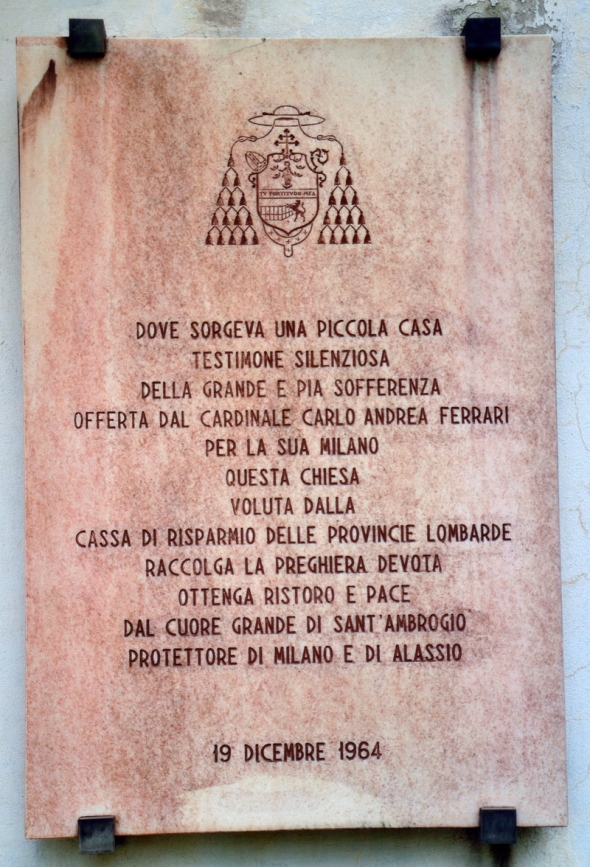 TV FORTITVDO MEA
DOVE SORGEVA UNA PICCOLA CASA
TESTIMONE SILENZIOSA
DELLA GRANDE E PIA SOFFERENZA
OFFERTA DAL CARDINALE CARLO ANDREA FERRARI
PER LA SUA MILANO
QUESTA CHIESA
VOLUTA DALLA
CASSA DI RISPARMIO DELLE PROVINCIE LOMBARDE
RACCOLGA LA PREGHIERA DEVOTA
OTTENGA RISTORO E PACE
DAL CUORE GRANDE DI SANT'AMBROGIO
PROTETTORE DI MILANO E DI ALASSIO
19 DICEMBRE 1964